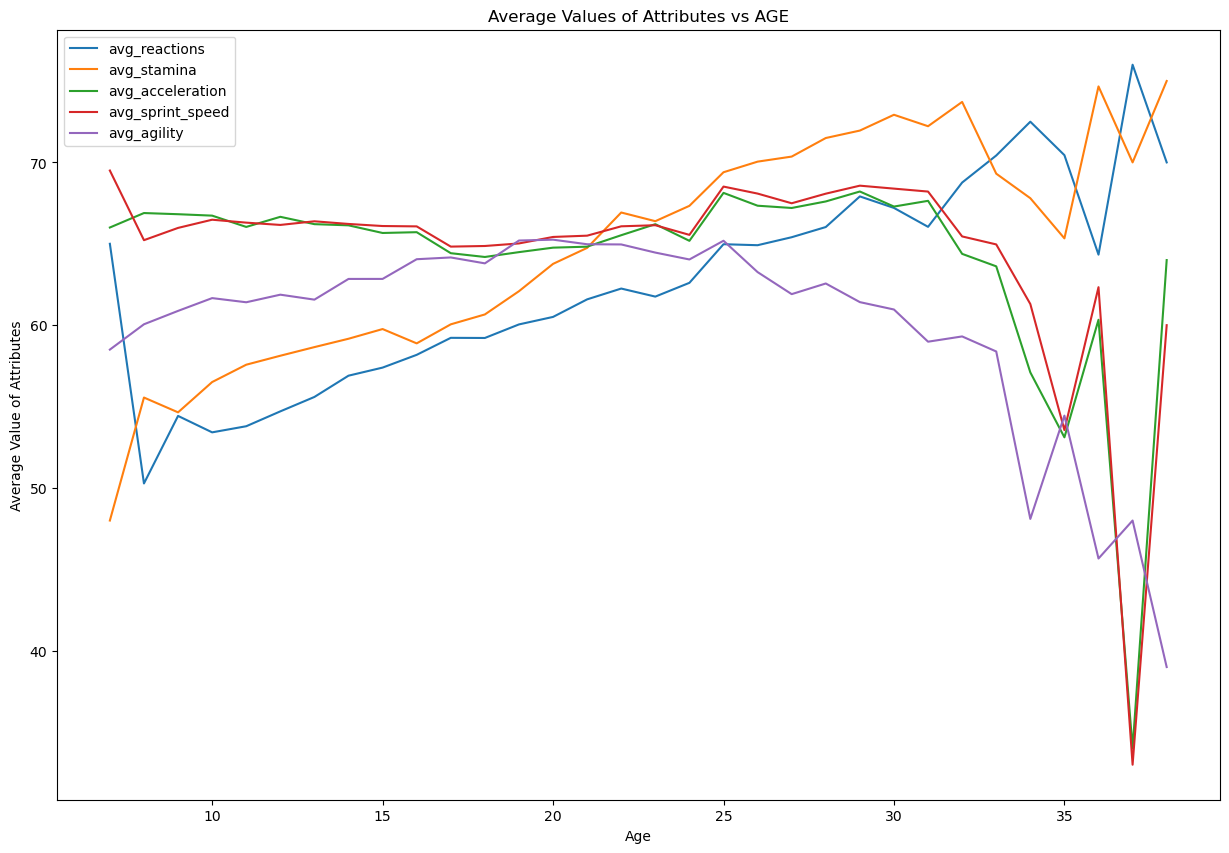 Average Values of Attributes vs AGE
avg_reactions
avg_stamina
avg_acceleration
avg_sprint_speed
avg_agility
Average Value of Attributes
70
60
50
40
10
15
20
25
30
35
Age